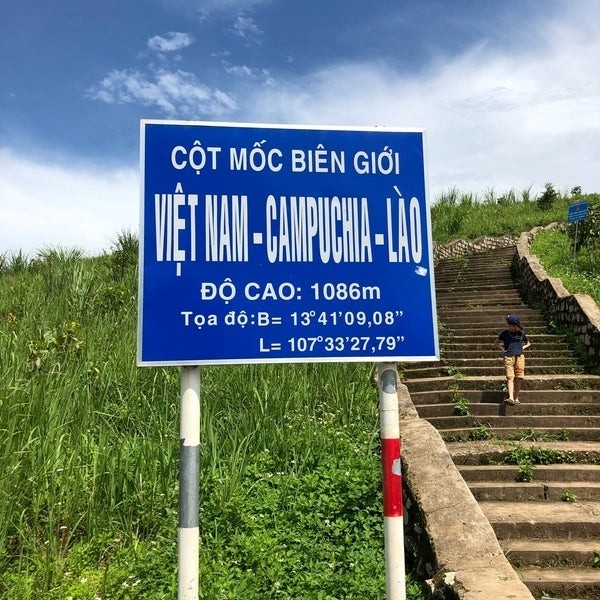 CỘT MỐC BIÊN GIỚI
VIỆT NAM - CAMPUCHIA - LÀO
ĐỘ CAO: 1086m
Tọa độ:B= 13°41'09,08"
L= 107°33'27,79"